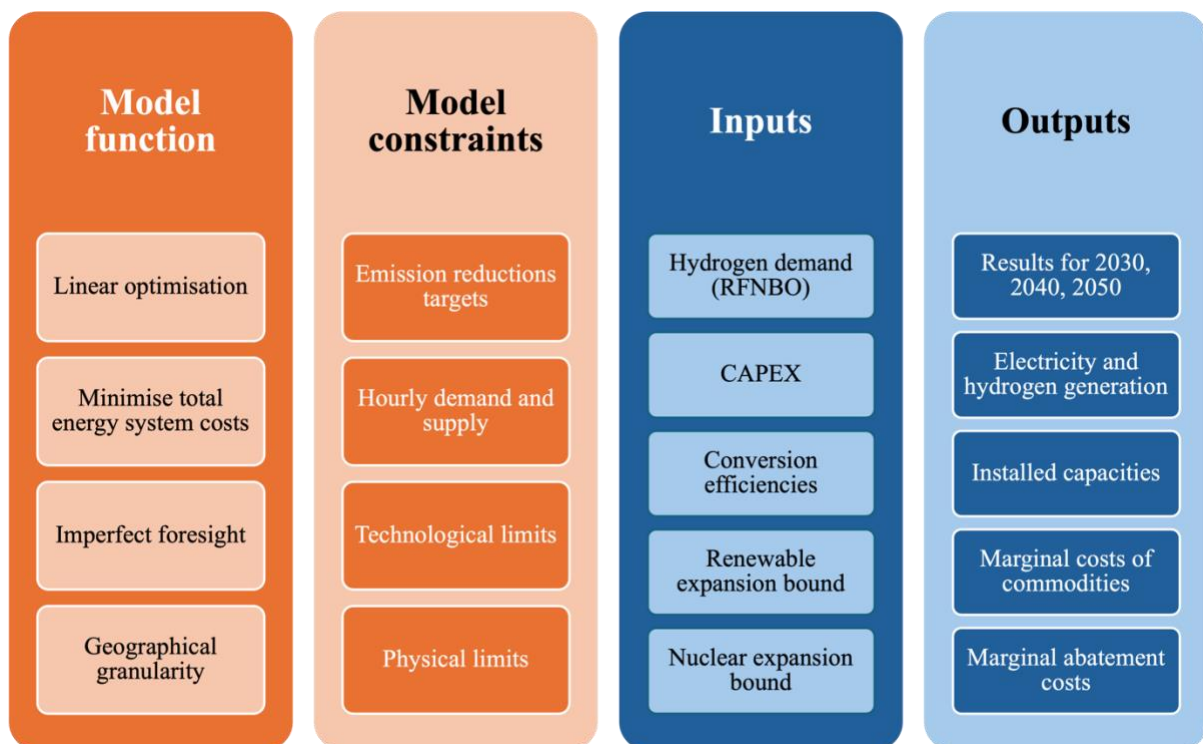 Model
function
Linear optimisation
Minimise total
energy system costs
Imperfect foresight
Geographical
granularity
Model
constraints
Emission reductions
targets
Hourly demand and
supply
Technological limits
Physical limits
Inputs
Hydrogen demand
(RFNBO)
CAPEX
Conversion
efficiencies
Renewable
expansion bound
Nuclear expansion
bound
Outputs
Results for 2030,
2040, 2050
Electricity and
hydrogen generation
Installed capacities
Marginal costs of
commodities
Marginal abatement
costs